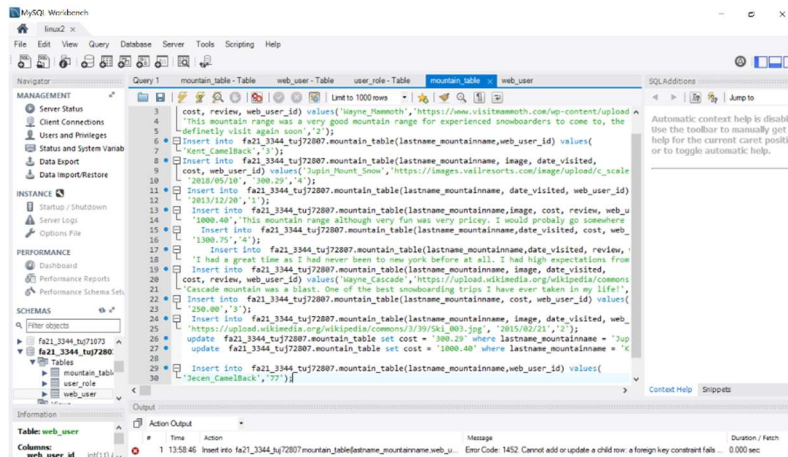 MySQL Workbench
linux2 ×
File Edit View Query Database Server Tools Scripting Help
Navigator
MANAGEMENT
Server Status
Client Connections
Users and Privileges
Status and System Variab
Data Export
Data Import/Restore
INSTANCE
Startup / Shutdown
Server Logs
Options File
PERFORMANCE
Dashboard
Performance Reports
Performance Schema Setu
SCHEMAS
Filter objects
fa21_3344_tuj71073
fa21_3344_tuj7280
Tables
mountain_tabl
user_role
web_user
Information
Table: web_user
Columns:
web_user_id int(11)
Query 1 mountain_table - Table web_user - Table user_role - Table mountain_table × web_user
Limit to 1000 rows
3 cost, review, web_user_id) values('Wayne_Mammoth','https://www.visitmammoth.com/wp-content/upload
4 'This mountain range was a very good mountain range for experienced snowboarders to come to, the
5 definetly visit again soon','2');
6 Insert into fa21_3344_tuj72807.mountain_table(lastname_mountainname,web_user_id) values(
7 'Kent_CamelBack','3');
8 Insert into fa21_3344_tuj72807.mountain_table(lastname_mountainname, image, date_visited,
9 cost, web_user_id) values('Jupin_Mount_Snow','https://images.vailresorts.com/image/upload/c_scale
10 '2018/05/10', '300.29','4');
11 Insert into fa21_3344_tuj72807.mountain_table(lastname_mountainname, date_visited, web_user_id)
12 '2013/12/20','1');
13 Insert into fa21_3344_tuj72807.mountain_table(lastname_mountainname,image, cost, review, web_u
14 '1000.40','This mountain range although very fun was very pricey. I would probaly go somewhere
15 Insert into fa21_3344_tuj72807.mountain_table(lastname_mountainname,date_visited, cost, web_
16 '1300.75','4');
17 Insert into fa21_3344_tuj72807.mountain_table(lastname_mountainname,date_visited, review,
18 'I had a great time as I had never been to new york before at all. I had high expectations from
19 Insert into fa21_3344_tuj72807.mountain_table(lastname_mountainname, image, date_visited,
20 cost, review, web_user_id) values('Wayne_Cascade','https://upload.wikimedia.org/wikipedia/commons
21 'Cascade mountain was a blast. One of the best snowboarding trips I have ever taken in my life!',
22 Insert into fa21_3344_tuj72807.mountain_table(lastname_mountainname, cost, web_user_id) values(
23 '250.00','3');
24 Insert into fa21_3344_tuj72807.mountain_table(lastname_mountainname, image, date_visited, web_
25 'https://upload.wikimedia.org/wikipedia/commons/3/39/Ski_003.jpg', '2015/02/21','2');
26 update fa21_3344_tuj72807.mountain_table set cost = '300.29' where lastname_mountainname = 'Jup
27 update fa21_3344_tuj72807.mountain_table set cost = '1000.40' where lastname_mountainname = 'K
28
29 Insert into fa21_3344_tuj72807.mountain_table(lastname_mountainname,web_user_id) values(
30 'Jecen_CamelBack','77');
SQLAdditions
Jump to
Automatic context help is disabl
Use the toolbar to manually get
help for the current caret positi
or to toggle automatic help.
Context Help Snippets
Output
Action Output
# Time Action Message Duration / Fetch
1 13:58:46 Insert into fa21_3344_tuj72807.mountain_table(lastname_mountainname,web_u... Error Code: 1452. Cannot add or update a child row: a foreign key constraint fails ... 0.000 sec